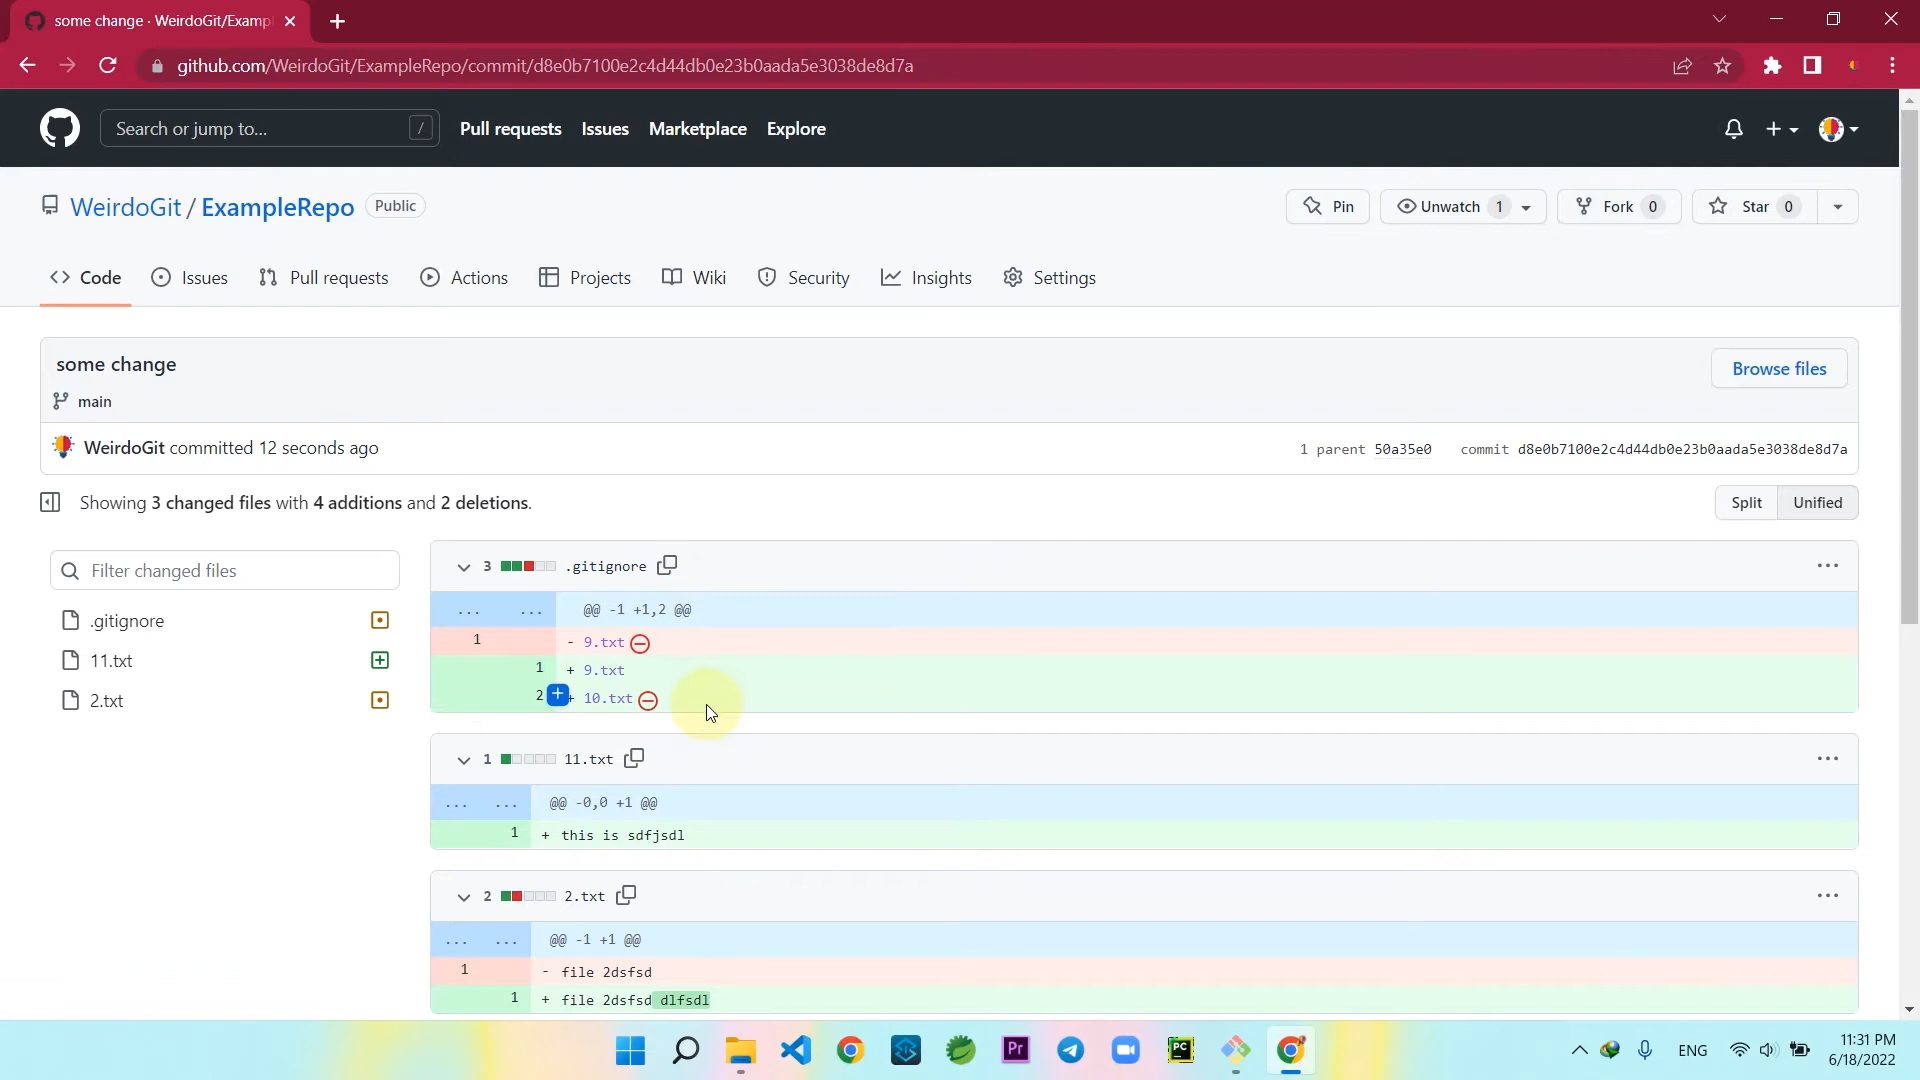 some change · WeirdoGit/Examp
github.com/WeirdoGit/ExampleRepo/commit/d8e0b7100e2c4d44db0e23b0aada5e3038de8d7a
Search or jump to... /
Pull requests Issues Marketplace Explore
WeirdoGit / ExampleRepo Public
Pin Unwatch 1 Fork 0 Star 0
Code Issues Pull requests Actions Projects Wiki Security Insights Settings
some change
Browse files
main
WeirdoGit committed 12 seconds ago
1 parent 50a35e0 commit d8e0b7100e2c4d44db0e23b0aada5e3038de8d7a
Showing 3 changed files with 4 additions and 2 deletions.
Split Unified
Filter changed files
.gitignore
11.txt
2.txt
3 .gitignore
... ... @@ -1 +1,2 @@
1 - 9.txt
1 + 9.txt
2 + 10.txt
1 11.txt
... ... @@ -0,0 +1 @@
1 + this is sdfjsdl
2 2.txt
... ... @@ -1 +1 @@
1 - file 2dsfsd
1 + file 2dsfsd dlfsdl
Pr
PC
ENG
11:31 PM
6/18/2022